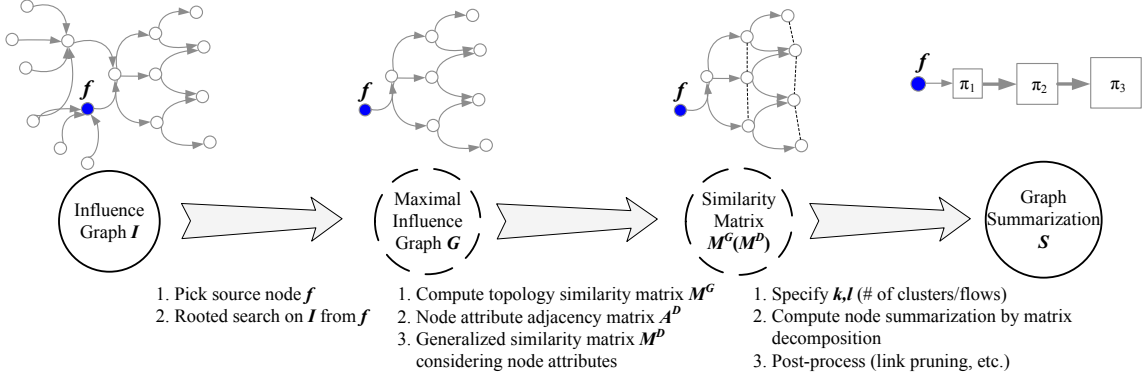 f
f
f
f
π1
π2
π3
Influence
Graph I
Maximal
Influence
Graph G
Similarity
Matrix
M^G(M^D)
Graph
Summarization
S
1. Pick source node f
2. Rooted search on I from f
1. Compute topology similarity matrix M^G
2. Node attribute adjacency matrix A^D
3. Generalized similarity matrix M^D
considering node attributes
1. Specify k,l (# of clusters/flows)
2. Compute node summarization by matrix
decomposition
3. Post-process (link pruning, etc.)